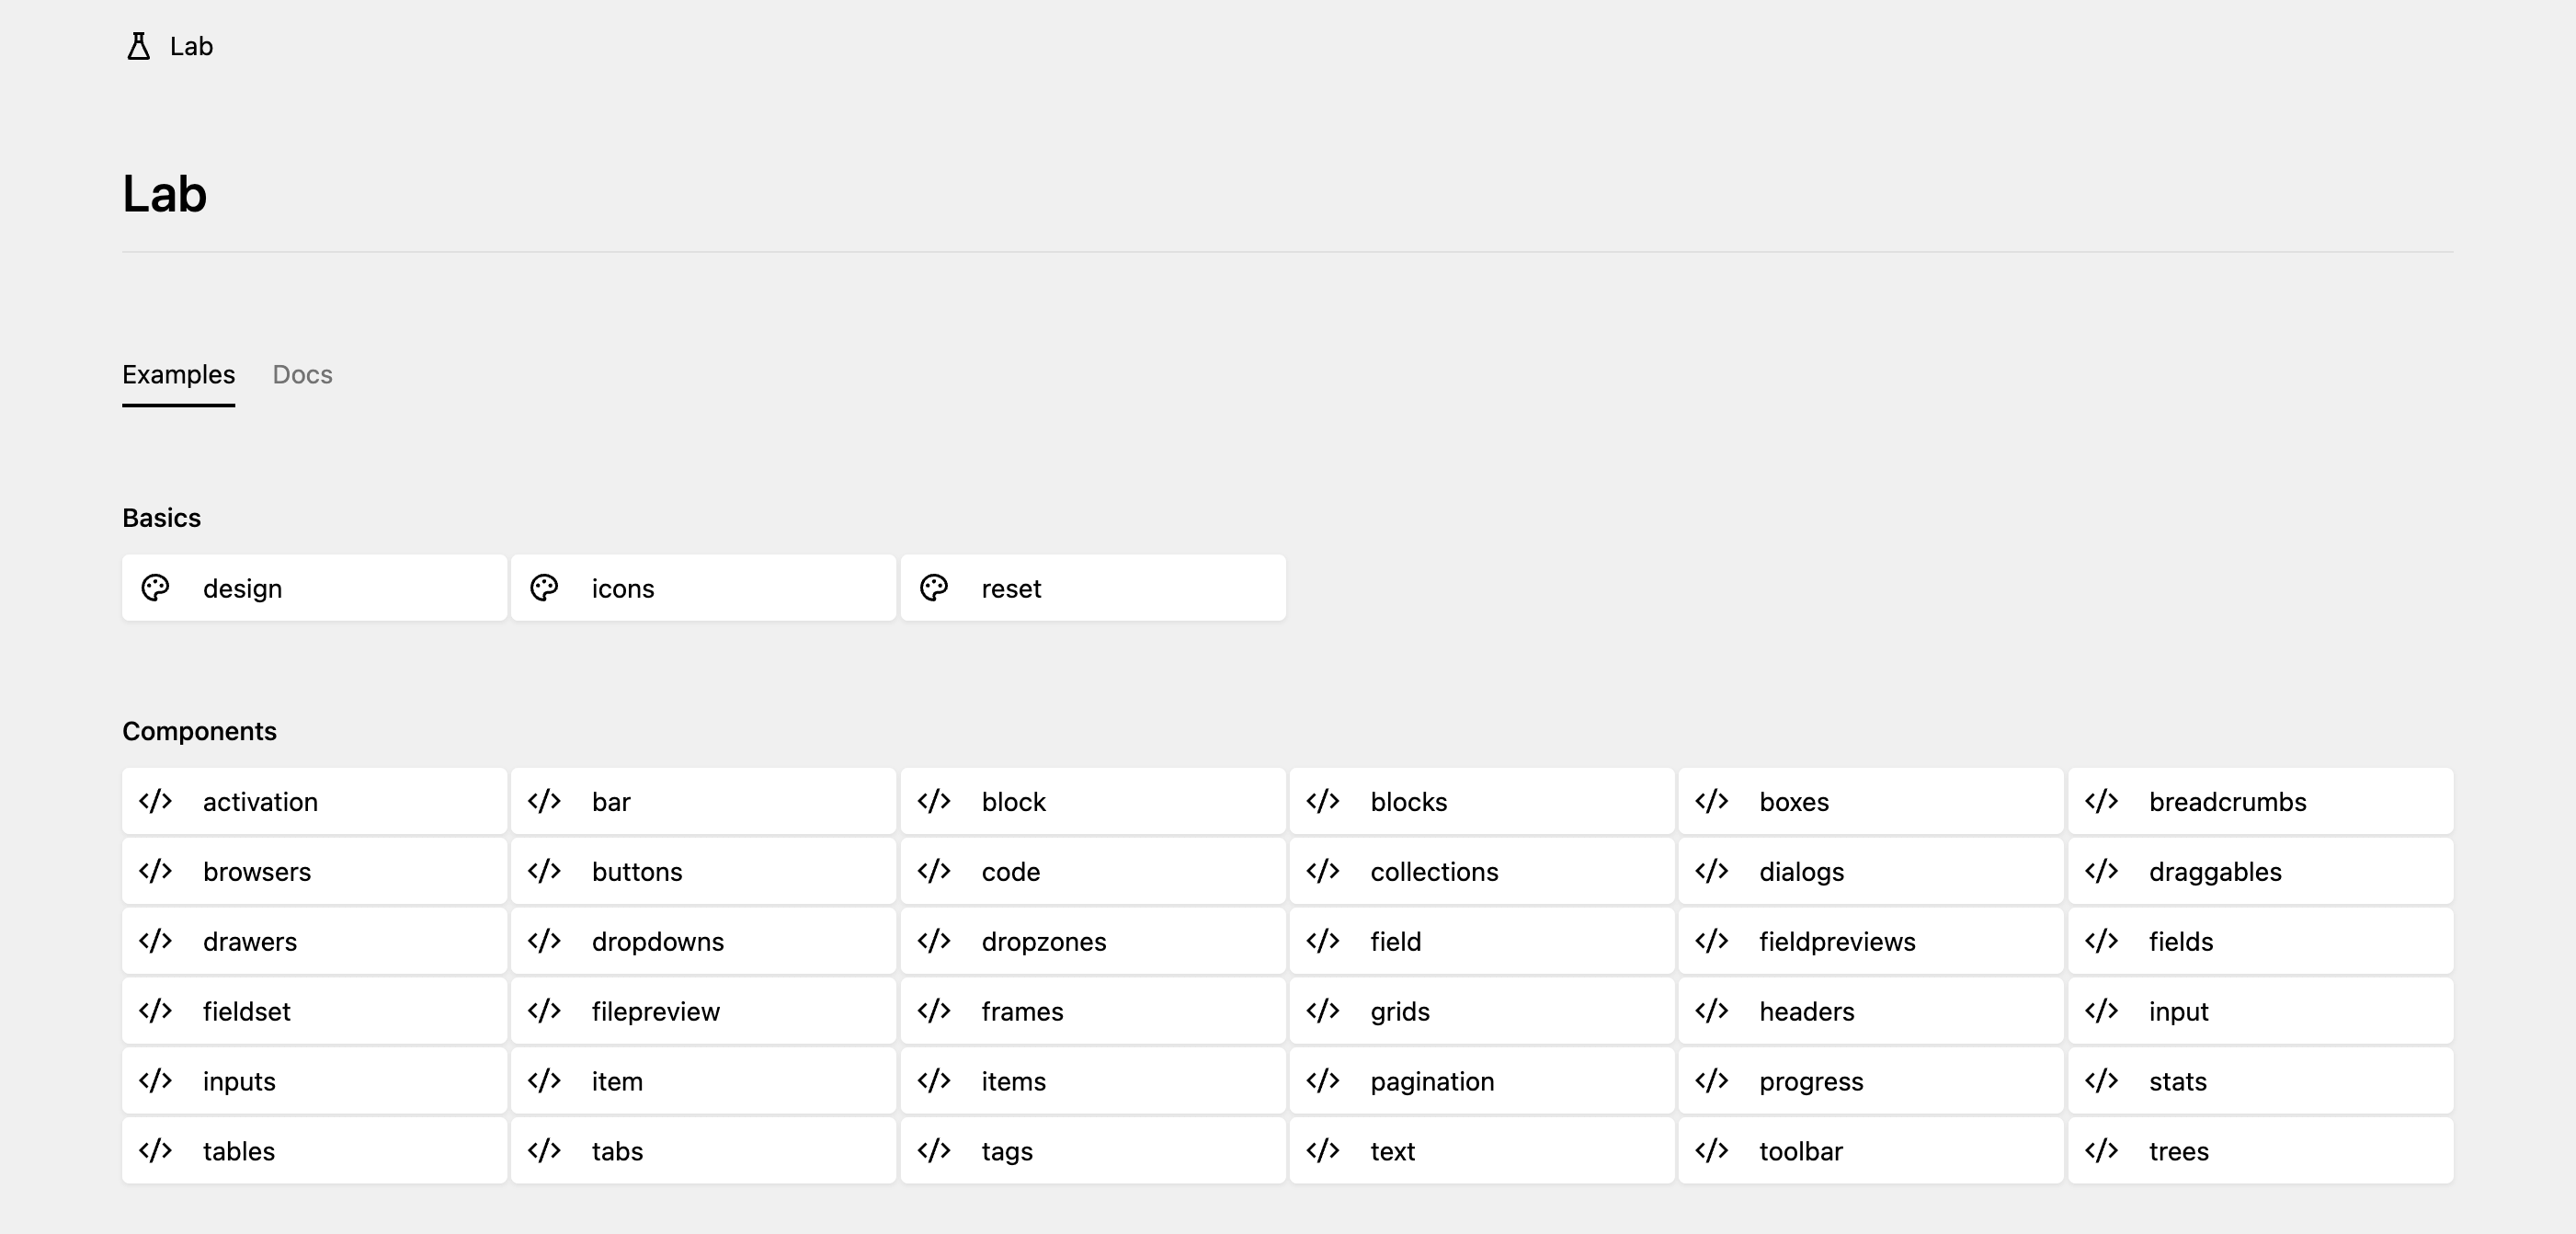 Lab
Lab
Examples Docs
Basics
design icons reset
Components
activation bar block blocks boxes breadcrumbs
browsers buttons code collections dialogs draggables
drawers dropdowns dropzones field fieldpreviews fields
fieldset filepreview frames grids headers input
inputs item items pagination progress stats
tables tabs tags text toolbar trees